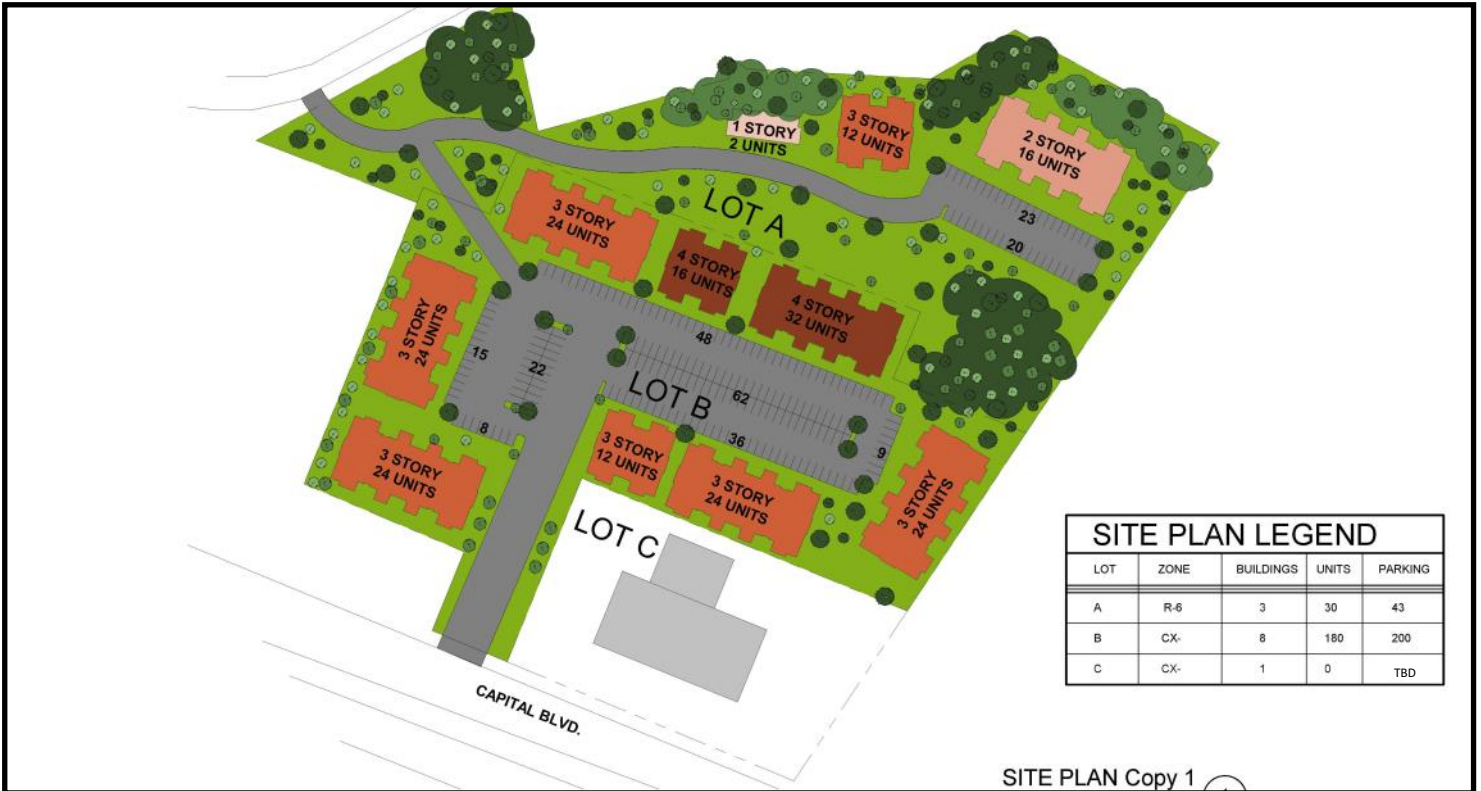 1 STORY
2 UNITS
3 STORY
12 UNITS
2 STORY
16 UNITS
23
20
LOT A
3 STORY
24 UNITS
4 STORY
16 UNITS
4 STORY
32 UNITS
3 STORY
24 UNITS
15
22
48
62
LOT B
36
9
8
3 STORY
24 UNITS
3 STORY
12 UNITS
3 STORY
24 UNITS
3 STORY
24 UNITS
LOT C
CAPITAL BLVD.
SITE PLAN LEGEND
LOT ZONE BUILDINGS UNITS PARKING
A R-6 3 30 43
B CX- 8 180 200
C CX- 1 0 TBD
SITE PLAN Copy 1